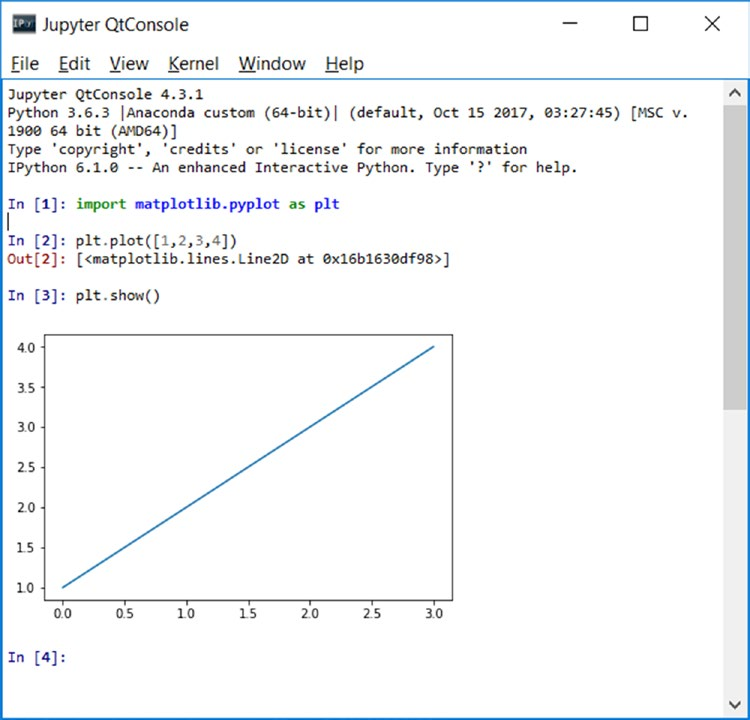 IP[y]: Jupyter QtConsole
File Edit View Kernel Window Help
Jupyter QtConsole 4.3.1
Python 3.6.3 |Anaconda custom (64-bit)| (default, Oct 15 2017, 03:27:45) [MSC v.
1900 64 bit (AMD64)]
Type 'copyright', 'credits' or 'license' for more information
IPython 6.1.0 -- An enhanced Interactive Python. Type '?' for help.
In [1]: import matplotlib.pyplot as plt
In [2]: plt.plot([1,2,3,4])
Out[2]: [<matplotlib.lines.Line2D at 0x16b1630df98>]
In [3]: plt.show()
4.0
3.5
3.0
2.5
2.0
1.5
1.0
0.0 0.5 1.0 1.5 2.0 2.5 3.0
In [4]: